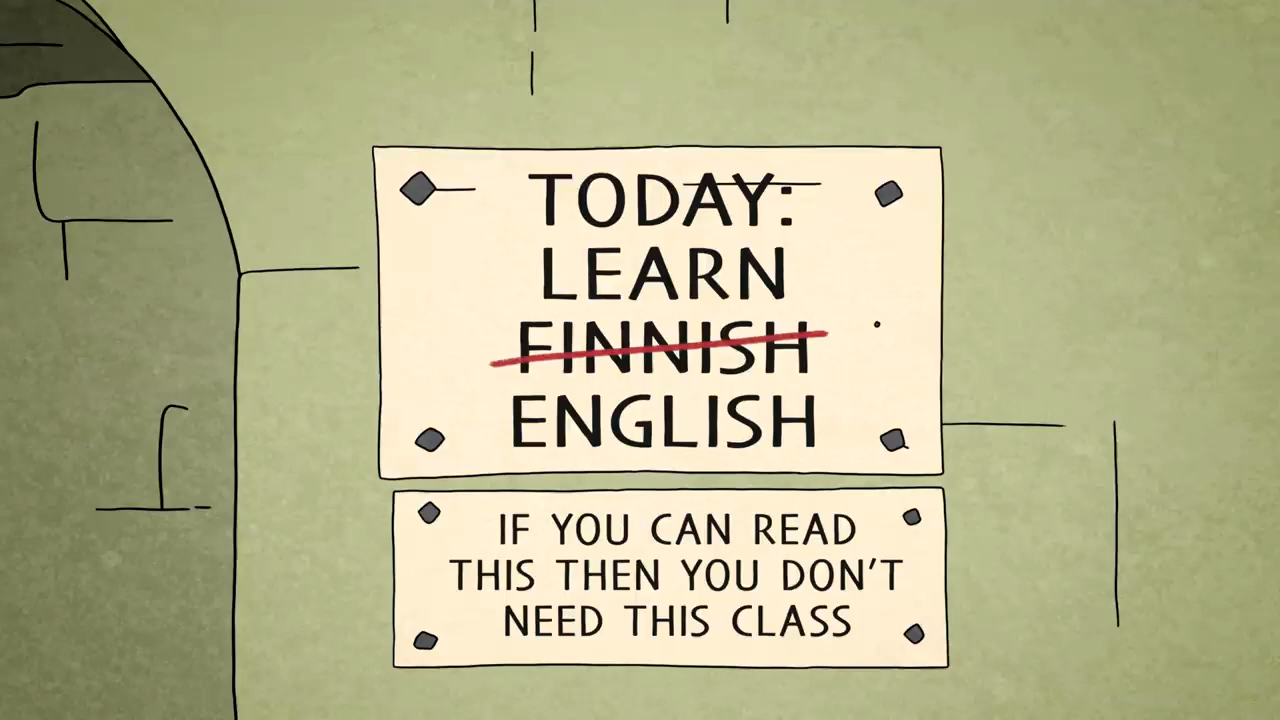 TODAY:
LEARN
FINNISH
ENGLISH
IF YOU CAN READ
THIS THEN YOU DON'T
NEED THIS CLASS